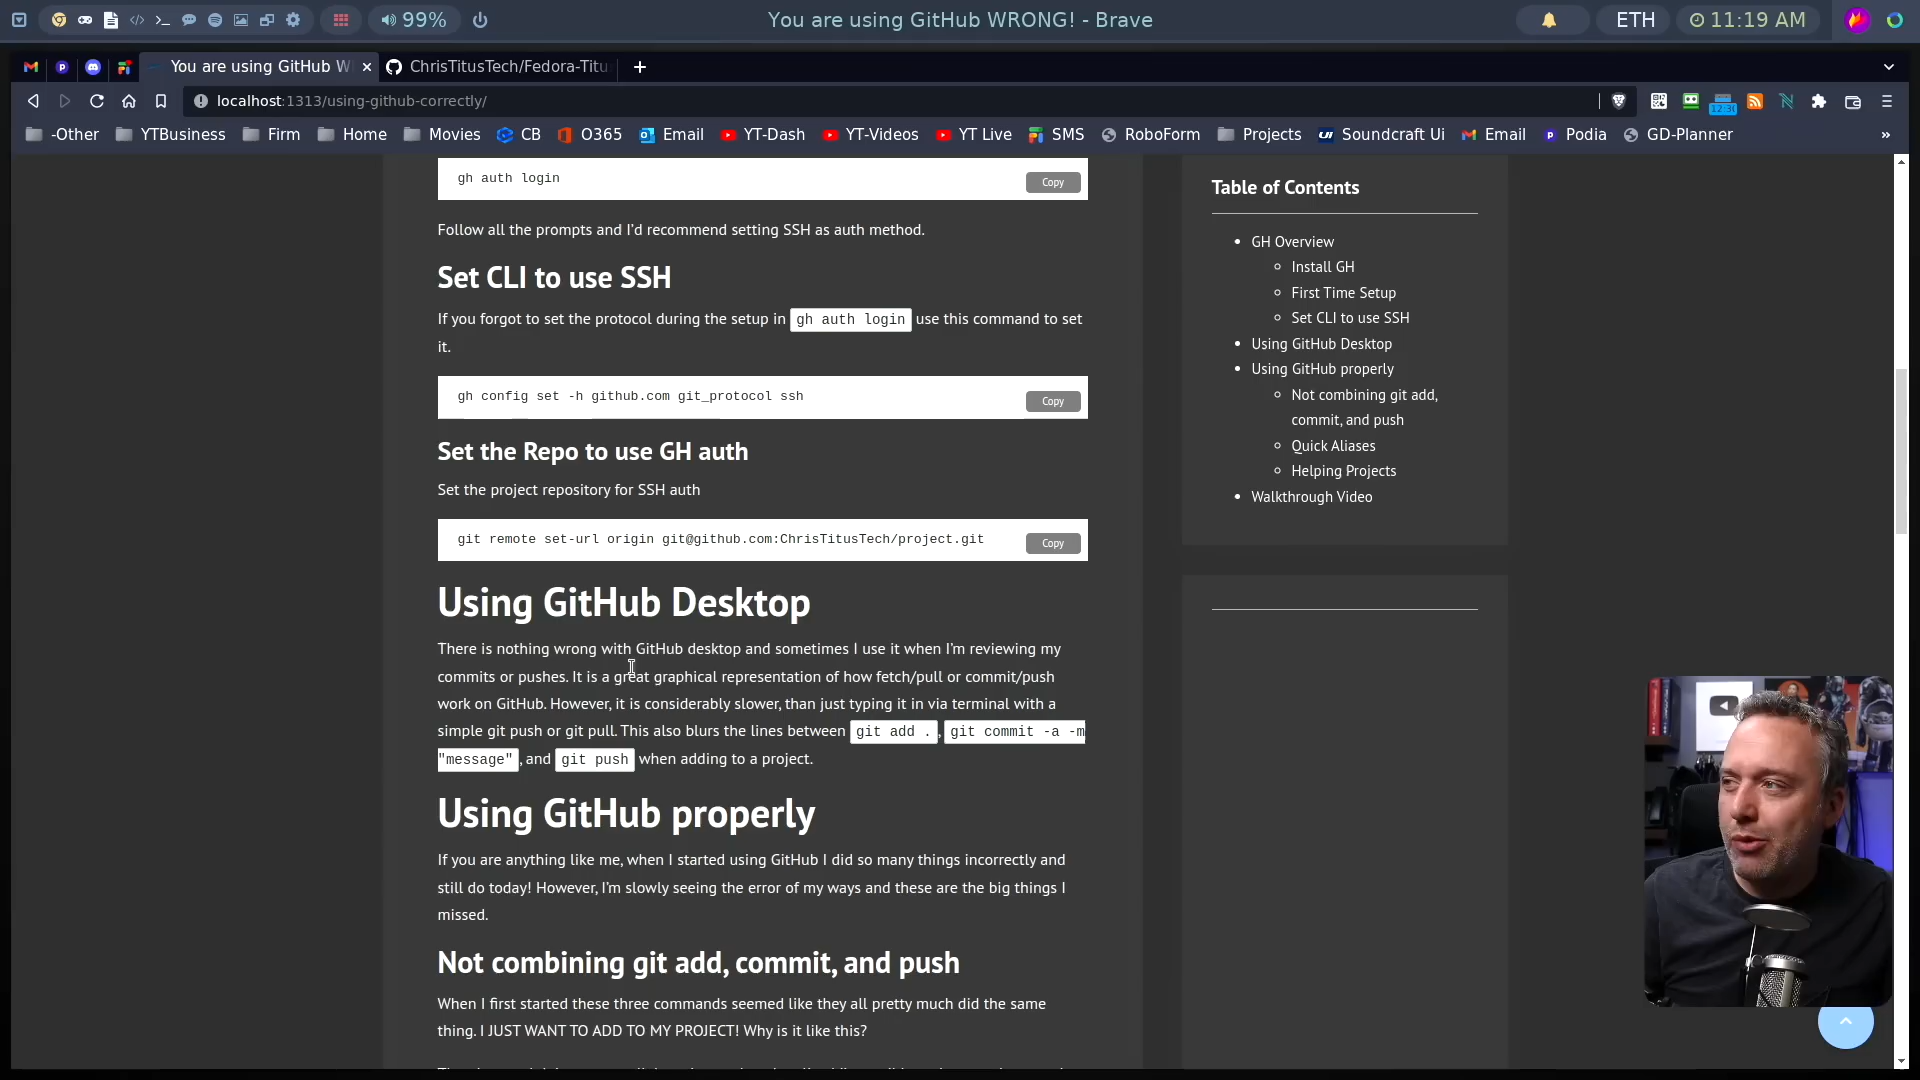 99%
You are using GitHub WRONG! - Brave
ETH
11:19 AM
You are using GitHub W
ChrisTitusTech/Fedora-Titu
localhost:1313/using-github-correctly/
12:30
-Other
YTBusiness
Firm
Home
Movies
CB
O365
Email
YT-Dash
YT-Videos
YT Live
SMS
RoboForm
Projects
Soundcraft Ui
Email
Podia
GD-Planner
»
gh auth login
Copy
Follow all the prompts and I'd recommend setting SSH as auth method.
Set CLI to use SSH
If you forgot to set the protocol during the setup in gh auth login use this command to set
it.
gh config set -h github.com git_protocol ssh
Copy
Set the Repo to use GH auth
Set the project repository for SSH auth
git remote set-url origin git@github.com:ChrisTitusTech/project.git
Copy
Using GitHub Desktop
There is nothing wrong with GitHub desktop and sometimes I use it when I'm reviewing my
commits or pushes. It is a great graphical representation of how fetch/pull or commit/push
work on GitHub. However, it is considerably slower, than just typing it in via terminal with a
simple git push or git pull. This also blurs the lines between git add . , git commit -a -m
"message" , and git push when adding to a project.
Using GitHub properly
If you are anything like me, when I started using GitHub I did so many things incorrectly and
still do today! However, I'm slowly seeing the error of my ways and these are the big things I
missed.
Not combining git add, commit, and push
When I first started these three commands seemed like they all pretty much did the same
thing. I JUST WANT TO ADD TO MY PROJECT! Why is it like this?
Table of Contents
GH Overview
Install GH
First Time Setup
Set CLI to use SSH
Using GitHub Desktop
Using GitHub properly
Not combining git add,
commit, and push
Quick Aliases
Helping Projects
Walkthrough Video